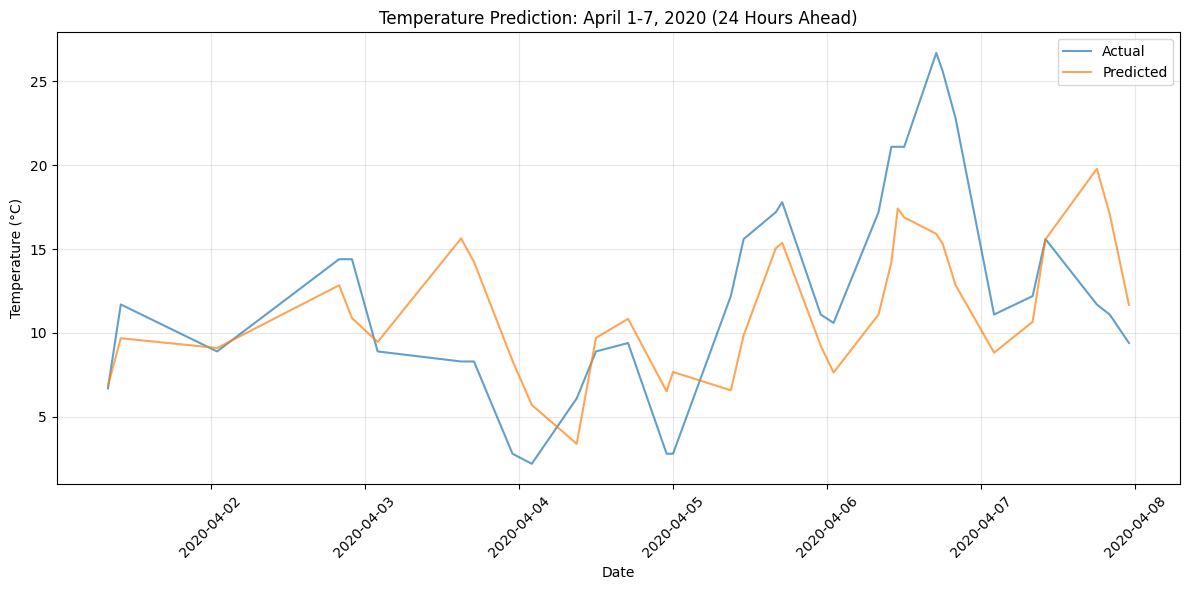 Temperature Prediction: April 1-7, 2020 (24 Hours Ahead)
Actual
Predicted
Temperature (°C)
25
20
15
10
5
2020-04-02
2020-04-03
2020-04-04
2020-04-05
2020-04-06
2020-04-07
2020-04-08
Date